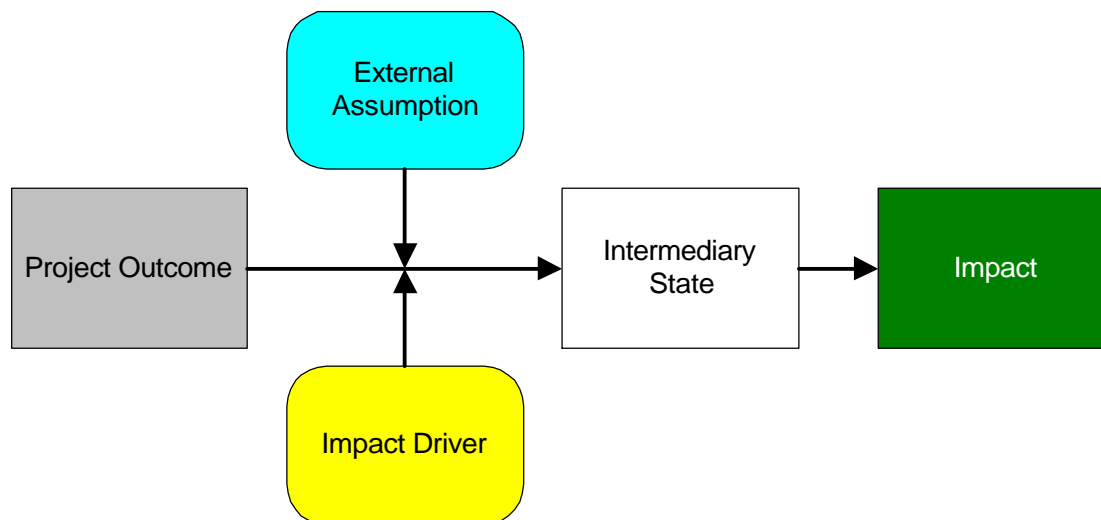 External
Assumption
Project Outcome
Intermediary
State
Impact
Impact Driver